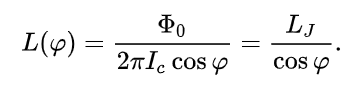 L(φ) = Φ₀ / (2πI_c cos φ) = L_J / cos φ.